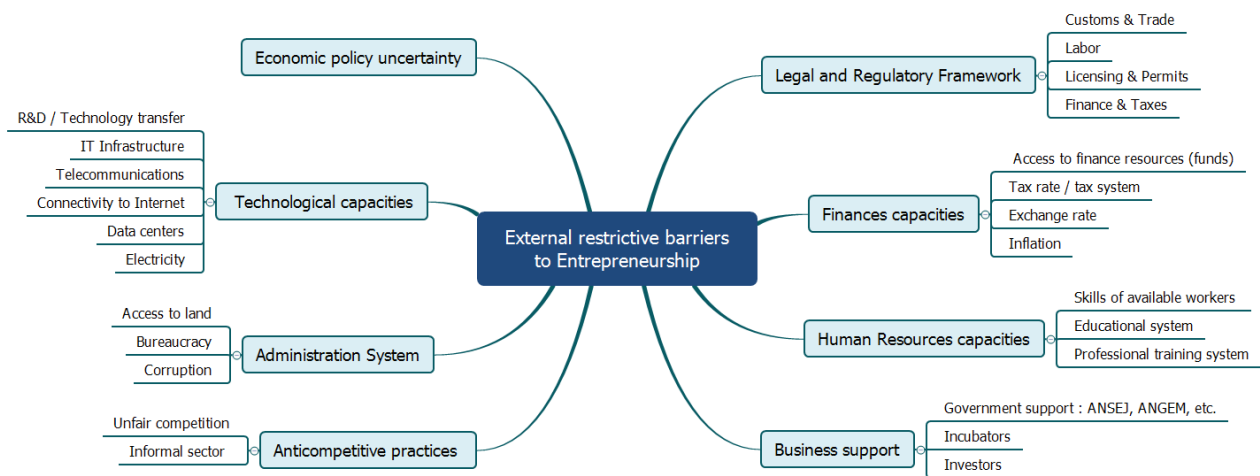 External restrictive barriers
to Entrepreneurship
Legal and Regulatory Framework
Customs & Trade
Labor
Licensing & Permits
Finance & Taxes
Finances capacities
Access to finance resources (funds)
Tax rate / tax system
Exchange rate
Inflation
Human Resources capacities
Skills of available workers
Educational system
Professional training system
Business support
Government support : ANSEJ, ANGEM, etc.
Incubators
Investors
Economic policy uncertainty
Technological capacities
R&D / Technology transfer
IT Infrastructure
Telecommunications
Connectivity to Internet
Data centers
Electricity
Administration System
Access to land
Bureaucracy
Corruption
Anticompetitive practices
Unfair competition
Informal sector